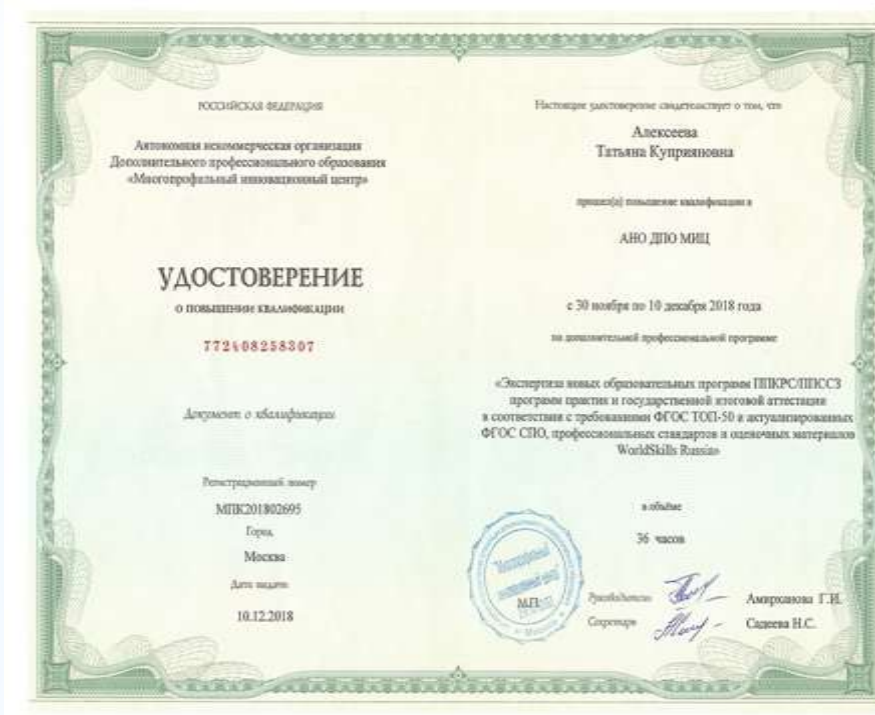 РОССИЙСКАЯ ФЕДЕРАЦИЯ
Автономная некоммерческая организация
Дополнительного профессионального образования
«Многопрофильный инновационный центр»
УДОСТОВЕРЕНИЕ
о повышении квалификации
772408258307
Документ о квалификации
Регистрационный номер
МПК201802695
Город
Москва
Дата выдачи
10.12.2018
Настоящее удостоверение свидетельствует о том, что
Алексеева
Татьяна Куприяновна
прошел(а) повышение квалификации в
АНО ДПО МИЦ
с 30 ноября по 10 декабря 2018 года
по дополнительной профессиональной программе
«Экспертиза новых образовательных программ ППКРС/ППССЗ
программ практик и государственной итоговой аттестации
в соответствии с требованиями ФГОС ТОП-50 и актуализированных
ФГОС СПО, профессиональных стандартов и оценочных материалов
WorldSkills Russia»
в объёме
36 часов
М.П.
Руководитель Амирханова Г.И.
Секретарь Садеева Н.С.